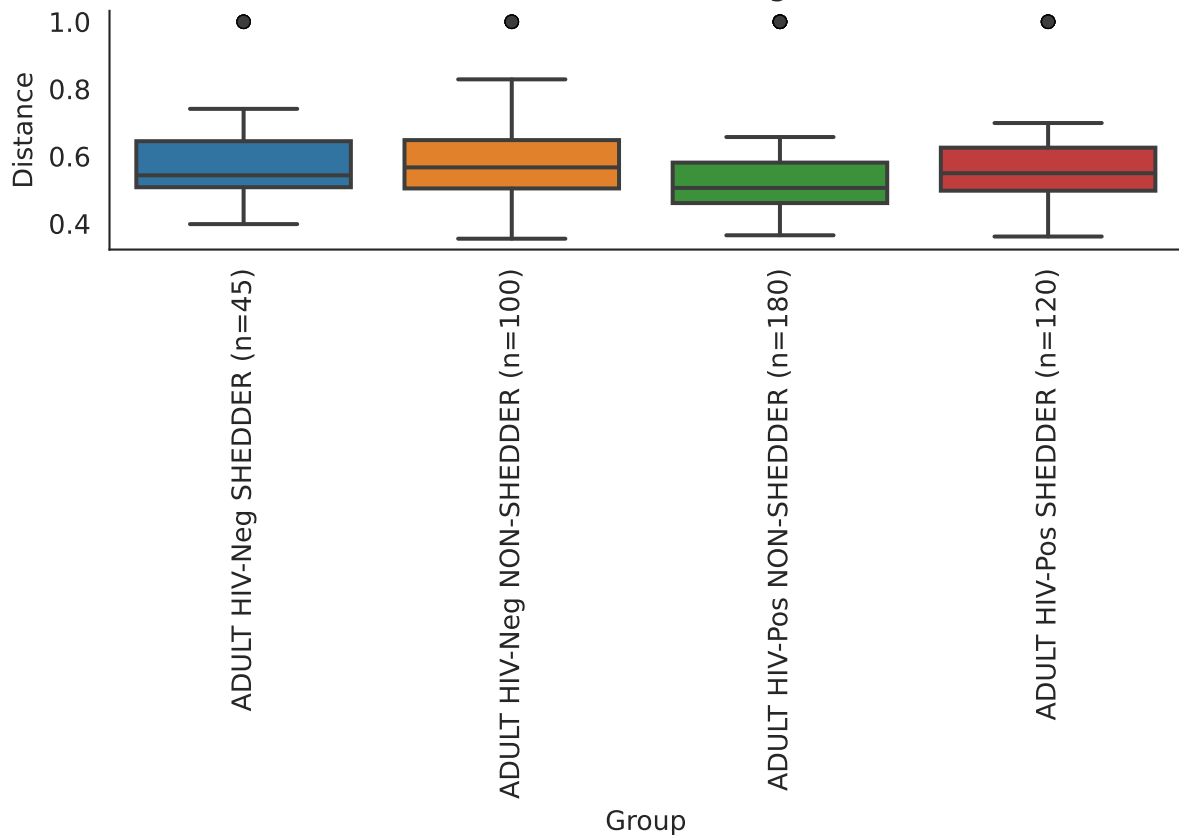 Distance
1.0
0.8
0.6
0.4
ADULT HIV-Neg SHEDDER (n=45)
ADULT HIV-Neg NON-SHEDDER (n=100)
ADULT HIV-Pos NON-SHEDDER (n=180)
ADULT HIV-Pos SHEDDER (n=120)
Group